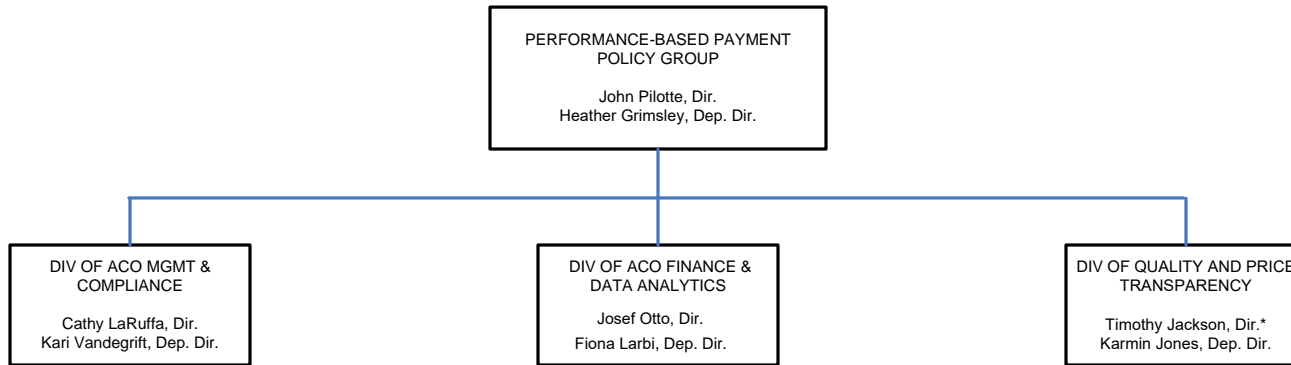 PERFORMANCE-BASED PAYMENT
POLICY GROUP
John Pilotte, Dir.
Heather Grimsley, Dep. Dir.
DIV OF ACO MGMT &
COMPLIANCE
Cathy LaRuffa, Dir.
Kari Vandegrift, Dep. Dir.
DIV OF ACO FINANCE &
DATA ANALYTICS
Josef Otto, Dir.
Fiona Larbi, Dep. Dir.
DIV OF QUALITY AND PRICE
TRANSPARENCY
Timothy Jackson, Dir.*
Karmin Jones, Dep. Dir.